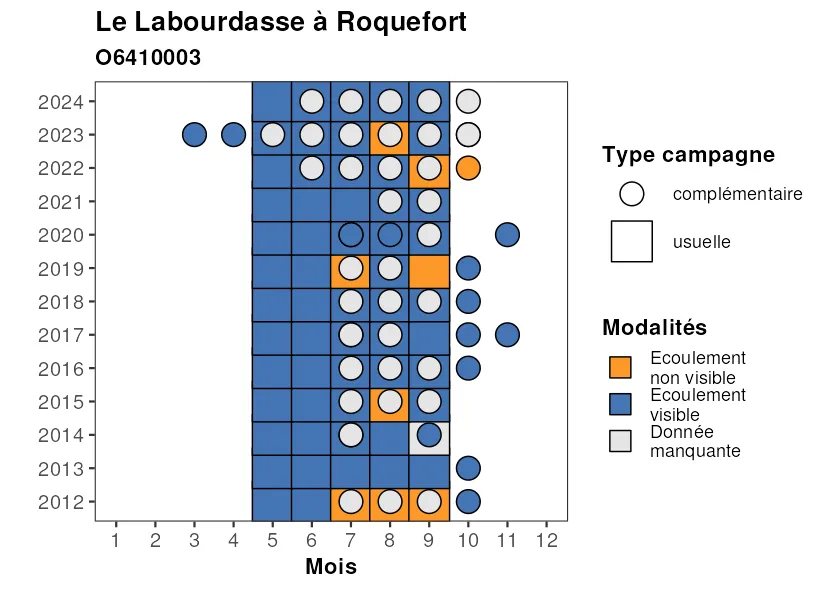 Le Labourdasse à Roquefort
O6410003
2024
2023
2022
2021
2020
2019
2018
2017
2016
2015
2014
2013
2012
1 2 3 4 5 6 7 8 9 10 11 12
Mois
Type campagne
complémentaire
usuelle
Modalités
Ecoulement
non visible
Ecoulement
visible
Donnée
manquante